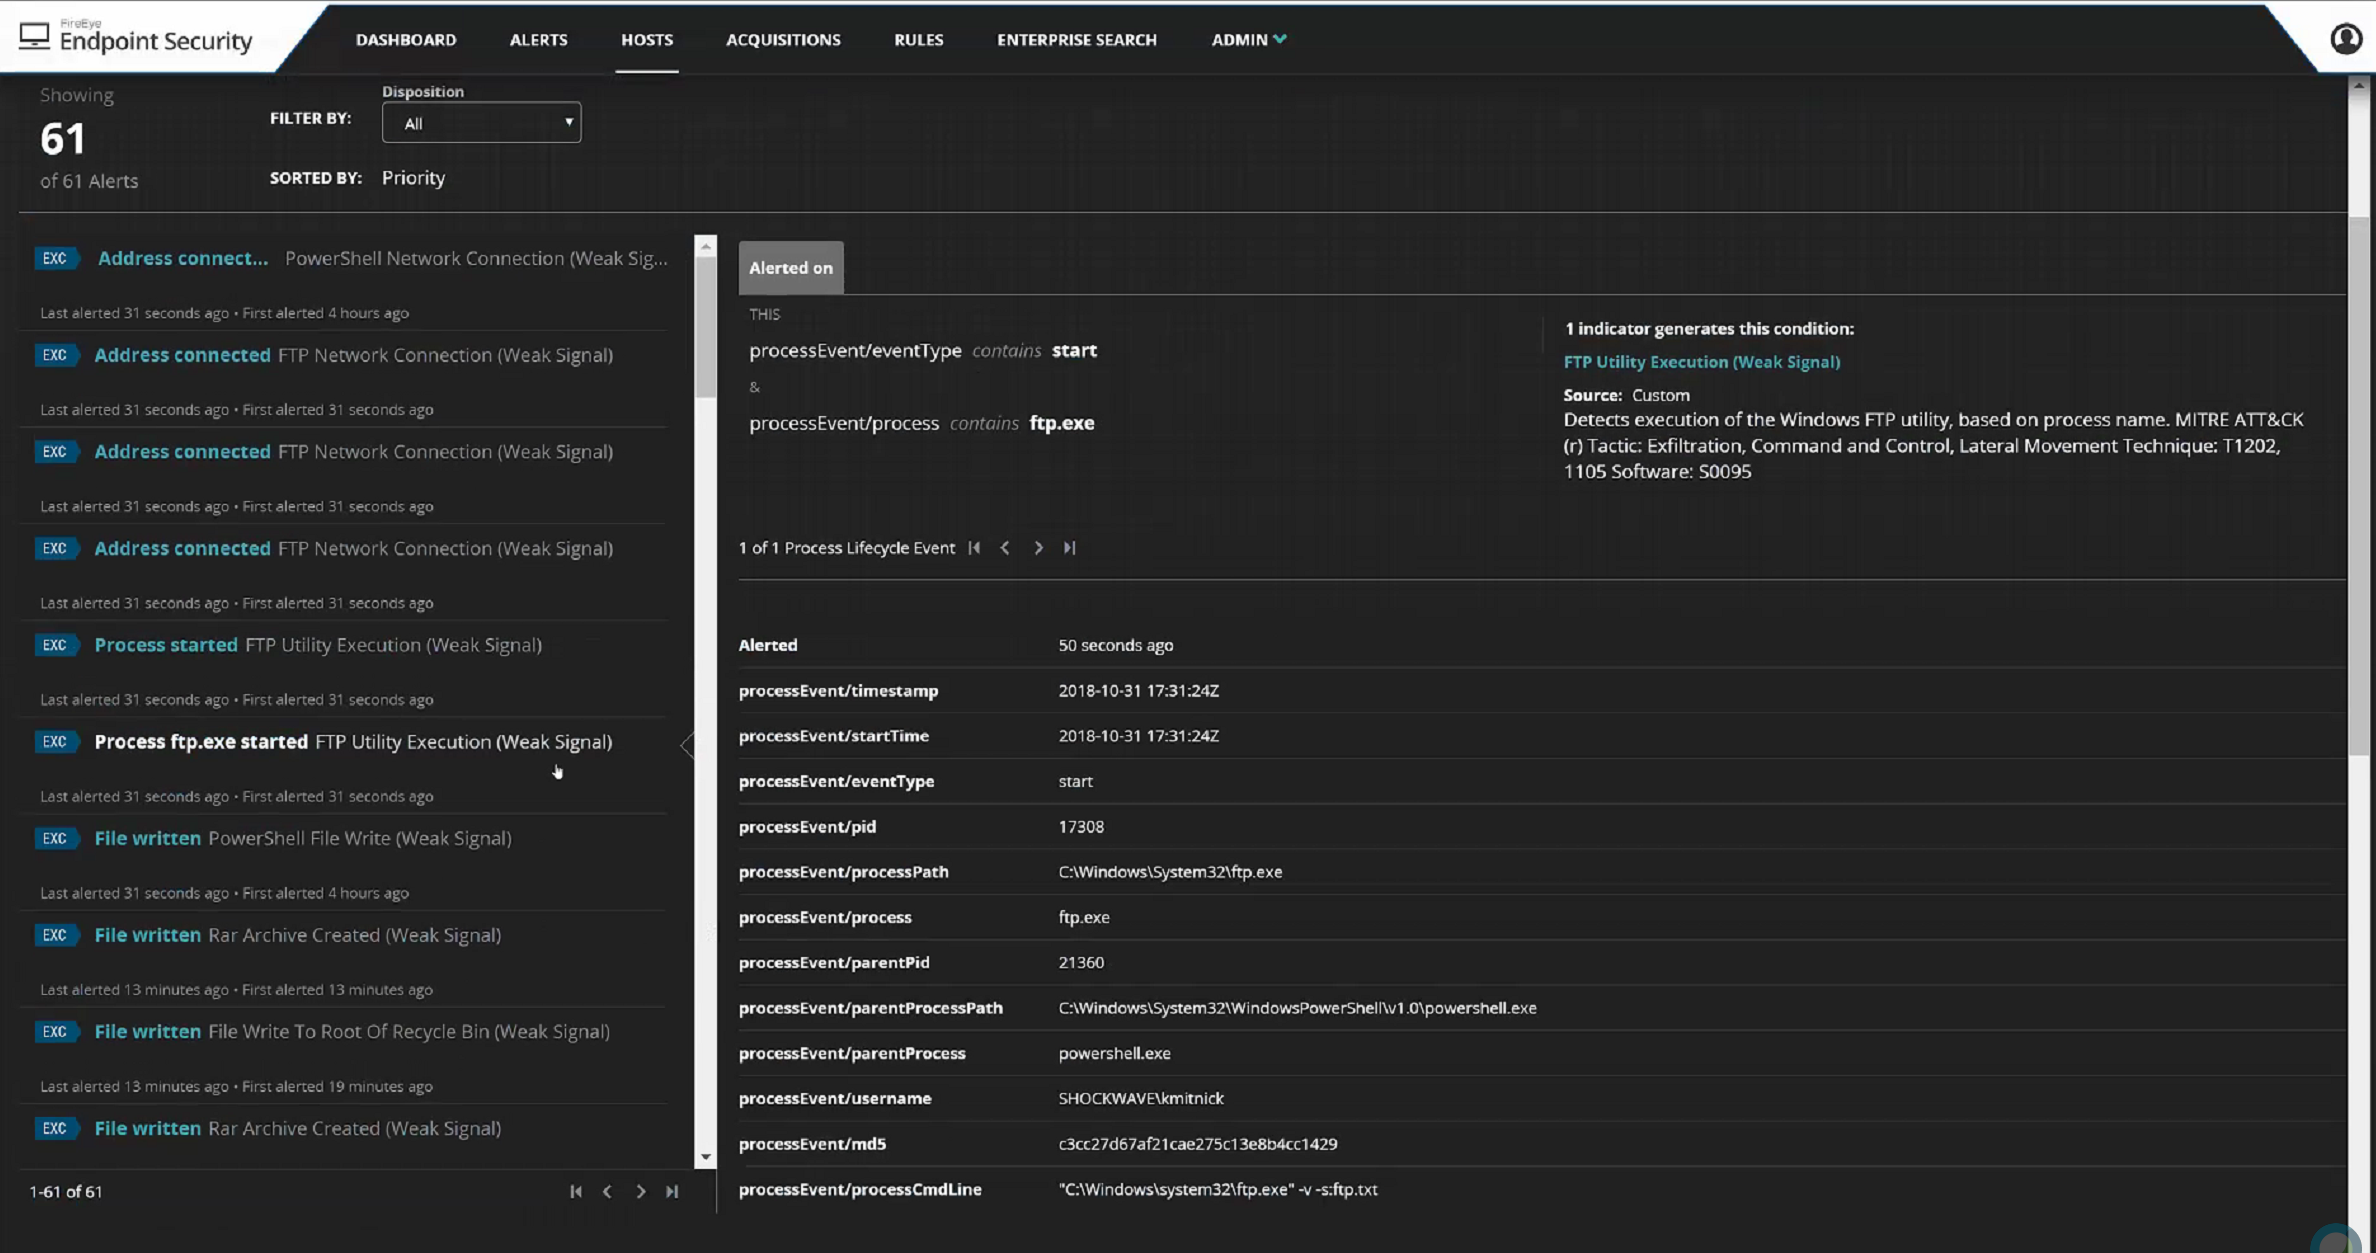 FireEye
Endpoint Security
DASHBOARD
ALERTS
HOSTS
ACQUISITIONS
RULES
ENTERPRISE SEARCH
ADMIN
Showing
61
of 61 Alerts
FILTER BY:
Disposition
All
SORTED BY: Priority
EXC Address connect... PowerShell Network Connection (Weak Sig...
Last alerted 31 seconds ago • First alerted 4 hours ago
EXC Address connected FTP Network Connection (Weak Signal)
Last alerted 31 seconds ago • First alerted 31 seconds ago
EXC Address connected FTP Network Connection (Weak Signal)
Last alerted 31 seconds ago • First alerted 31 seconds ago
EXC Address connected FTP Network Connection (Weak Signal)
Last alerted 31 seconds ago • First alerted 31 seconds ago
EXC Process started FTP Utility Execution (Weak Signal)
Last alerted 31 seconds ago • First alerted 31 seconds ago
EXC Process ftp.exe started FTP Utility Execution (Weak Signal)
Last alerted 31 seconds ago • First alerted 31 seconds ago
EXC File written PowerShell File Write (Weak Signal)
Last alerted 31 seconds ago • First alerted 4 hours ago
EXC File written Rar Archive Created (Weak Signal)
Last alerted 13 minutes ago • First alerted 13 minutes ago
EXC File written File Write To Root Of Recycle Bin (Weak Signal)
Last alerted 13 minutes ago • First alerted 19 minutes ago
EXC File written Rar Archive Created (Weak Signal)
1-61 of 61
Alerted on
THIS
processEvent/eventType contains start
&
processEvent/process contains ftp.exe
1 indicator generates this condition:
FTP Utility Execution (Weak Signal)
Source: Custom
Detects execution of the Windows FTP utility, based on process name. MITRE ATT&CK
(r) Tactic: Exfiltration, Command and Control, Lateral Movement Technique: T1202,
1105 Software: S0095
1 of 1 Process Lifecycle Event
Alerted 50 seconds ago
processEvent/timestamp 2018-10-31 17:31:24Z
processEvent/startTime 2018-10-31 17:31:24Z
processEvent/eventType start
processEvent/pid 17308
processEvent/processPath C:\Windows\System32\ftp.exe
processEvent/process ftp.exe
processEvent/parentPid 21360
processEvent/parentProcessPath C:\Windows\System32\WindowsPowerShell\v1.0\powershell.exe
processEvent/parentProcess powershell.exe
processEvent/username SHOCKWAVE\kmitnick
processEvent/md5 c3cc27d67af21cae275c13e8b4cc1429
processEvent/processCmdLine "C:\Windows\system32\ftp.exe" -v -s:ftp.txt